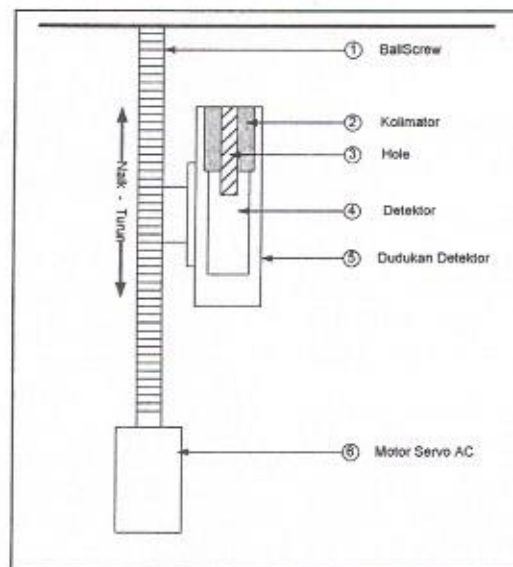 ① BallScrew
② Kolimator
③ Hole
④ Detektor
⑤ Dudukan Detektor
Naik - Turun
⑥ Motor Servo AC